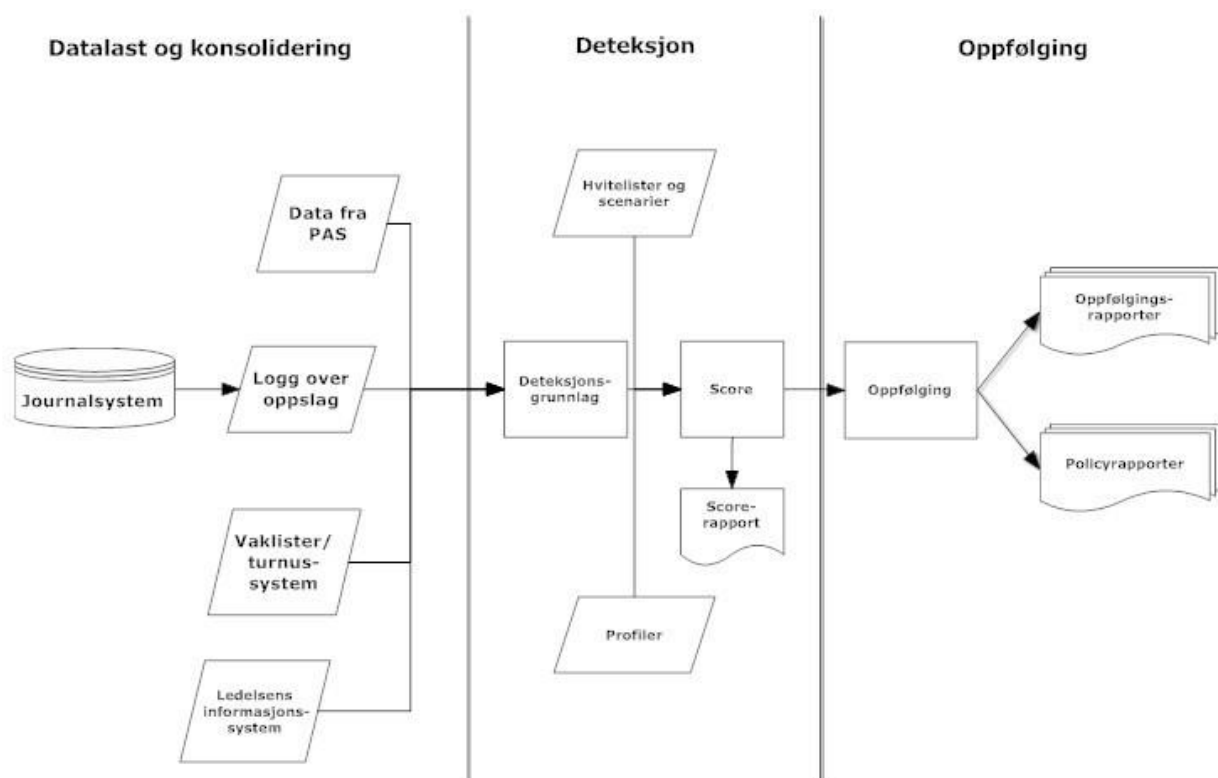 Datalast og konsolidering
Deteksjon
Oppfølging
Data fra
PAS
Journalsystem
Logg over
oppslag
Vaklister/
turnus-
system
Ledelsens
informasjons-
system
Hvitelister og
scenarier
Deteksjons-
grunnlag
Score
Score-
rapport
Profiler
Oppfølging
Oppfølgings-
rapporter
Policyrapporter